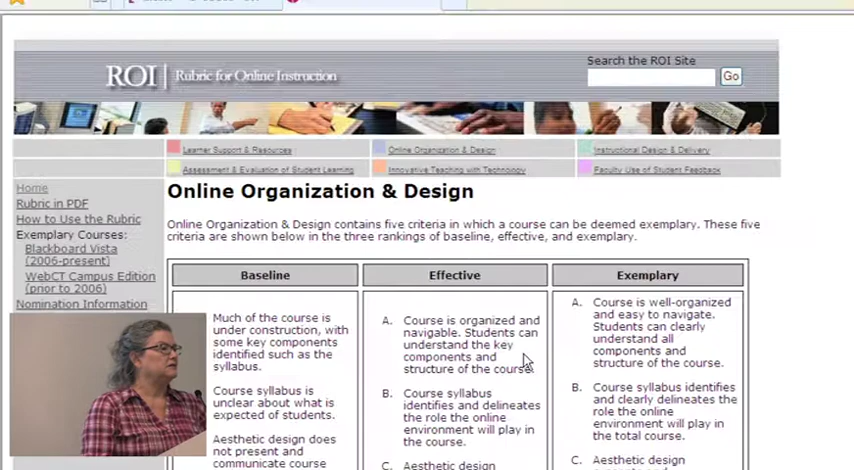 Search the ROI Site
ROI | Rubric for Online Instruction
Go
Learner Support & Resources
Online Organization & Design
Instructional Design & Delivery
Assessment & Evaluation of Student Learning
Innovative Teaching with Technology
Faculty Use of Student Feedback
Home
Rubric in PDF
How to Use the Rubric
Exemplary Courses:
Blackboard Vista
(2006-present)
WebCT Campus Edition
(prior to 2006)
Nomination Information
Online Organization & Design
Online Organization & Design contains five criteria in which a course can be deemed exemplary. These five
criteria are shown below in the three rankings of baseline, effective, and exemplary.
Baseline
Much of the course is
under construction, with
some key components
identified such as the
syllabus.
Course syllabus is
unclear about what is
expected of students.
Aesthetic design does
not present and
communicate course
Effective
A. Course is organized and
navigable. Students can
understand the key
components and
structure of the course.
B. Course syllabus
identifies and delineates
the role the online
environment will play in
the course.
C. Aesthetic design
Exemplary
A. Course is well-organized
and easy to navigate.
Students can clearly
understand all
components and
structure of the course.
B. Course syllabus identifies
and clearly delineates the
role the online
environment will play in
the total course.
C. Aesthetic design